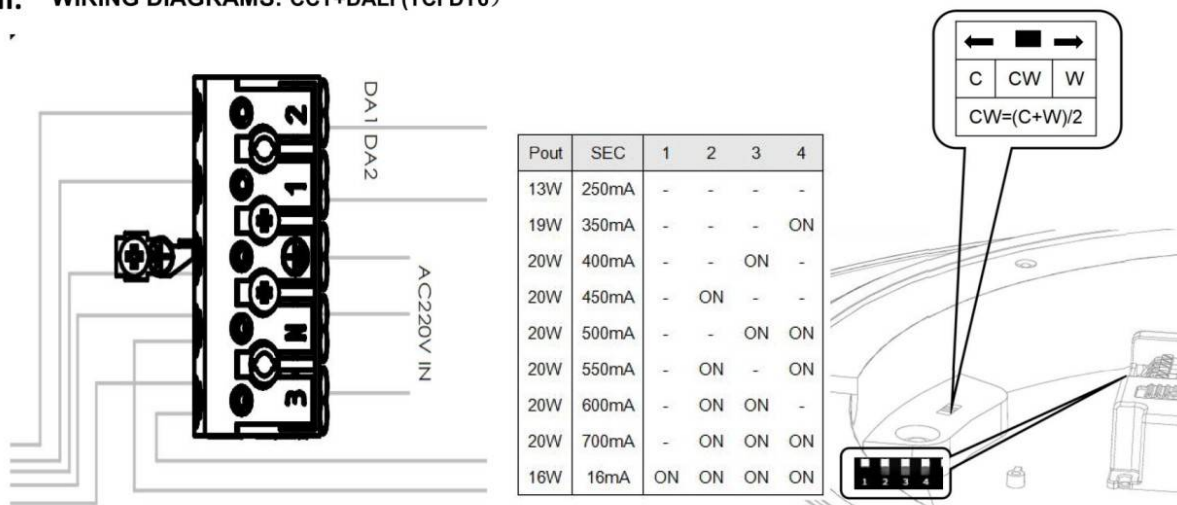 WIRING DIAGRAMS: CCT+DALI (TCI DT6）
DA1 DA2
2
1
N
3
AC220V IN
Pout SEC 1 2 3 4
13W 250mA - - - -
19W 350mA - - - ON
20W 400mA - - ON -
20W 450mA - ON - -
20W 500mA - - ON ON
20W 550mA - ON - ON
20W 600mA - ON ON -
20W 700mA - ON ON ON
16W 16mA ON ON ON ON
C CW W
CW=(C+W)/2
1 2 3 4